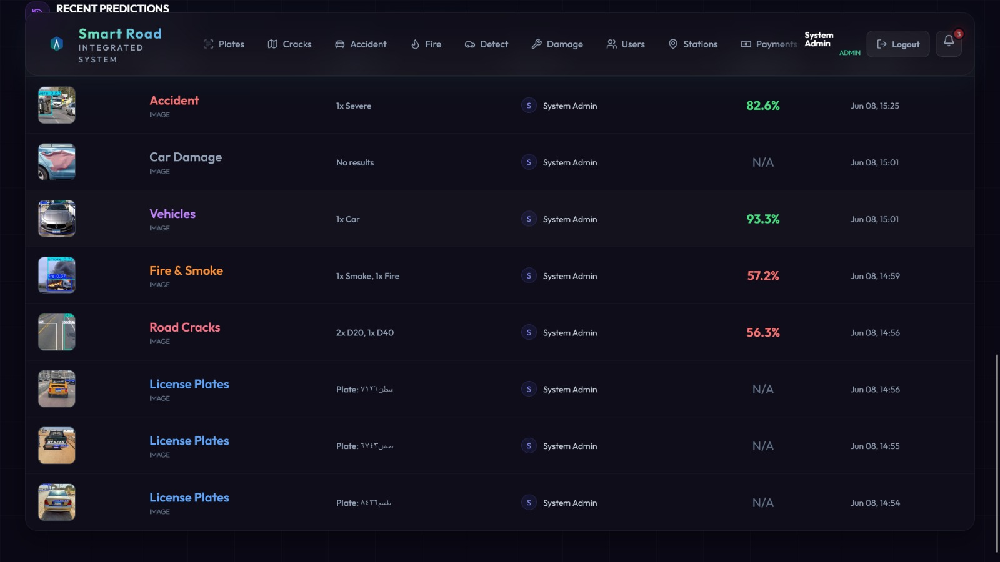 RECENT PREDICTIONS
Smart Road
INTEGRATED
SYSTEM
Plates
Cracks
Accident
Fire
Detect
Damage
Users
Stations
Payments
System
Admin
ADMIN
Logout
3
Accident
IMAGE
1x Severe
S
System Admin
82.6%
Jun 08, 15:25
Car Damage
IMAGE
No results
S
System Admin
N/A
Jun 08, 15:01
Vehicles
IMAGE
1x Car
S
System Admin
93.3%
Jun 08, 15:01
smoke 0.77
fire 0.37
Fire & Smoke
IMAGE
1x Smoke, 1x Fire
S
System Admin
57.2%
Jun 08, 14:59
Road Cracks
IMAGE
2x D20, 1x D40
S
System Admin
56.3%
Jun 08, 14:56
License Plates
IMAGE
Plate: سطن٧١٢٦
S
System Admin
N/A
Jun 08, 14:56
License Plates
IMAGE
Plate: صس٦٧٤٣
S
System Admin
N/A
Jun 08, 14:55
License Plates
IMAGE
Plate: طسم٨٤٣٢
S
System Admin
N/A
Jun 08, 14:54